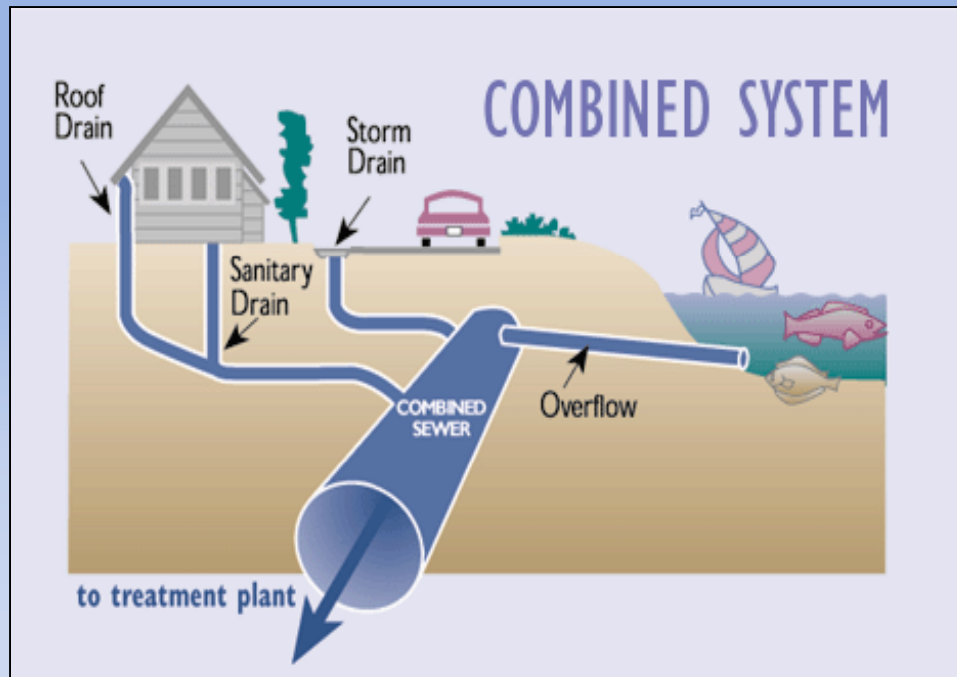 COMBINED SYSTEM
Roof
Drain
Storm
Drain
Sanitary
Drain
COMBINED
SEWER
Overflow
to treatment plant